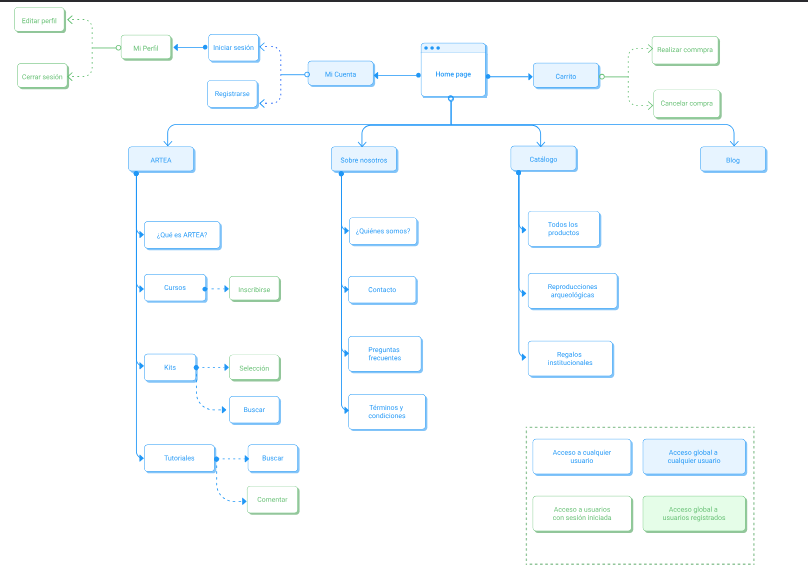 Editar perfil
Cerrar sesión
Mi Perfil
Iniciar sesión
Registrarse
Mi Cuenta
Home page
Carrito
Realizar commpra
Cancelar compra
ARTEA
Sobre nosotros
Catálogo
Blog
¿Qué es ARTEA?
Cursos
Inscribirse
Kits
Selección
Buscar
Tutoriales
Buscar
Comentar
¿Quiénes somos?
Contacto
Preguntas
frecuentes
Términos y
condiciones
Todos los
productos
Reproducciones
arqueológicas
Regalos
institucionales
Acceso a cualquier
usuario
Acceso global a
cualquier usuario
Acceso a usuarios
con sesión Iniciada
Acceso global a
usuarios registrados